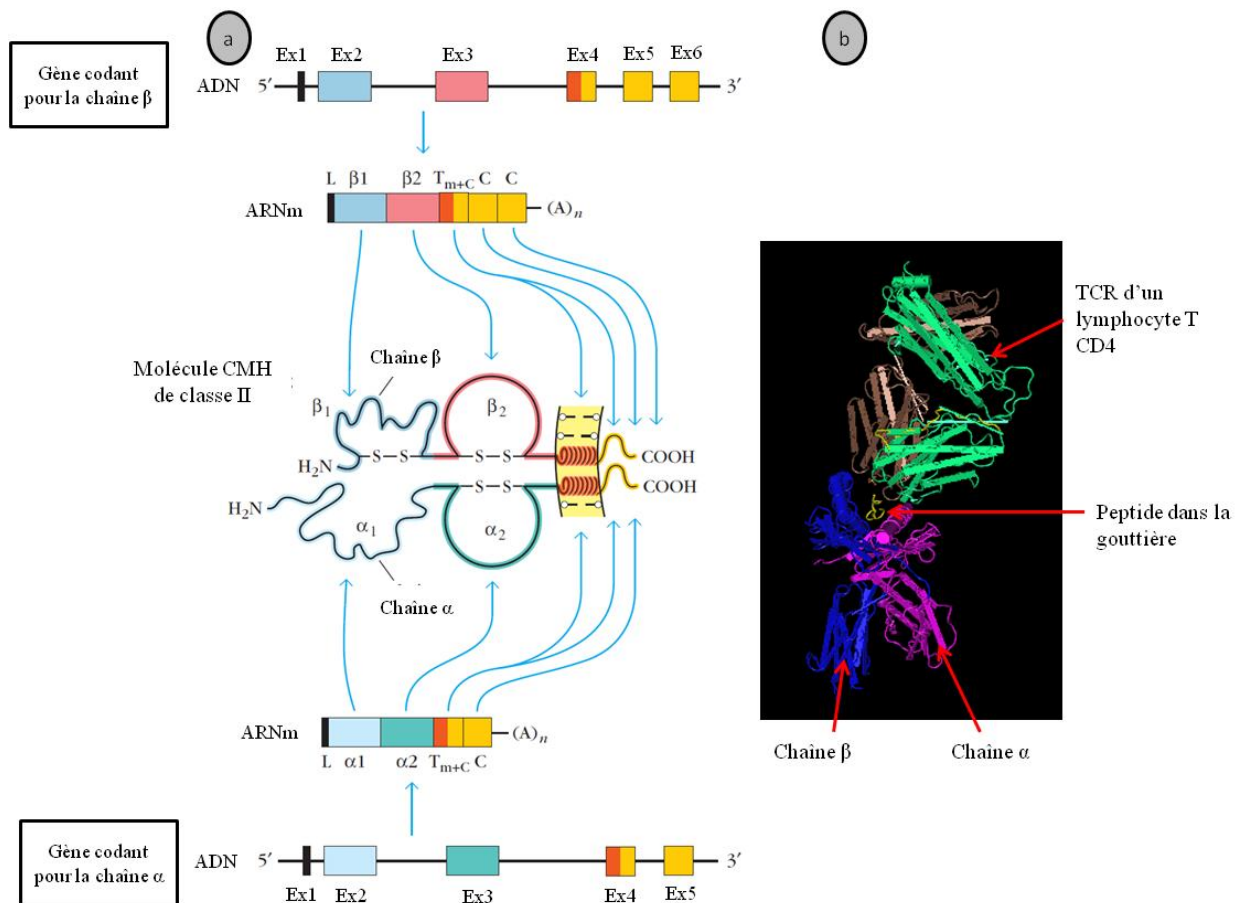 a
b
Gène codant
pour la chaîne β
Ex1 Ex2 Ex3 Ex4 Ex5 Ex6
ADN 5′ 3′
L β1 β2 Tm+C C C
ARNm (A)n
Molécule CMH
de classe II
Chaîne β
β1
β2
H2N S S S S COOH
H2N S S COOH
α1
α2
Chaîne α
ARNm (A)n
L α1 α2 Tm+C C
Gène codant
pour la chaîne α
ADN 5′ 3′
Ex1 Ex2 Ex3 Ex4 Ex5
TCR d’un
lymphocyte T
CD4
Peptide dans la
gouttière
Chaîne β
Chaîne α